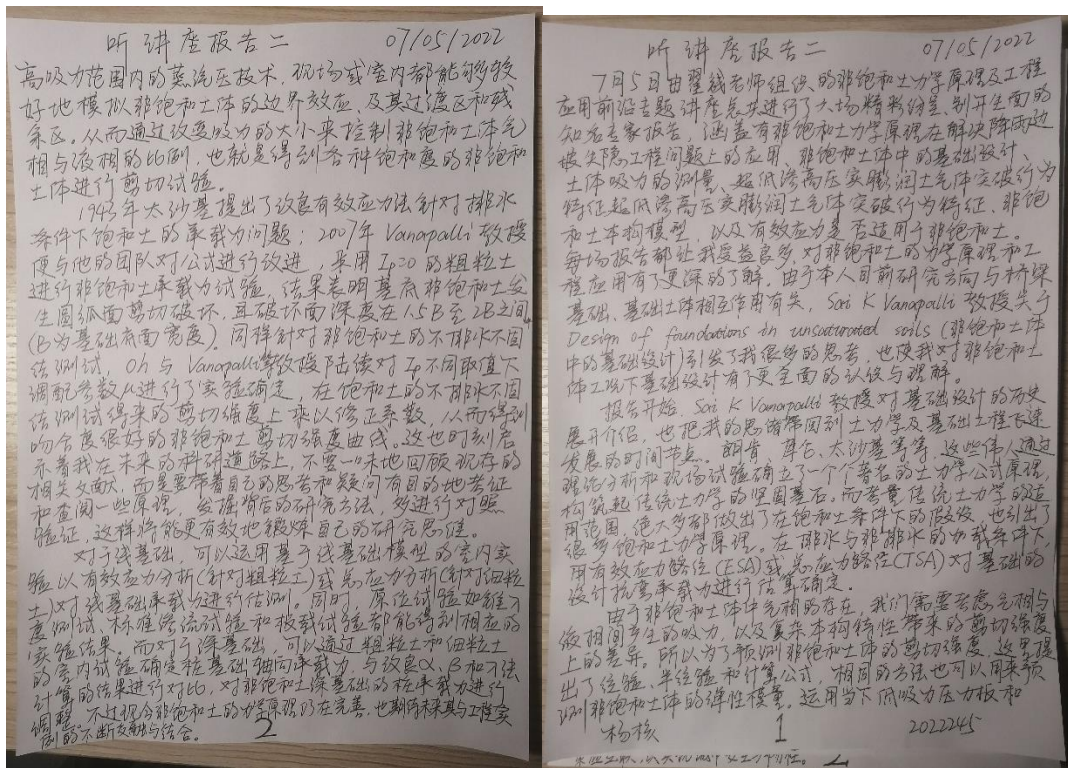 听讲座报告二 07/05/2022
7月5日由翟钱老师组织的非饱和土力学原理及工程
应用前沿专题讲座总共进行了六场精彩纷呈、别开生面的
知名专家报告，涵盖有非饱和土力学原理在解决降雨边
坡失稳工程问题上的应用、非饱和土体中的基础设计、
土体吸力的测量、超低渗高压实膨润土气体突破行为
特征超低渗高压实膨润土气体突破行为特征、非饱
和土本构模型、以及有效应力是否适用于非饱和土。
每场报告都让我受益良多，对非饱和土的力学原理和工
程应用有了更深的了解。由于本人目前研究方向与桥梁
基础、基础土体相互作用有关，Sai K Vanapalli 教授关于
Design of foundations in unsaturated soils (非饱和土体
中的基础设计)引发了我很多的思考，也使我对非饱和土
体工况下基础设计有了更全面的认识与理解。
报告开始，Sai K Vanapalli 教授对基础设计的历史
展开介绍，也把我的思绪带回到土力学及基础工程飞速
发展的时间节点。朗肯、库仑、太沙基等等，这些伟人通过
理论分析和现场试验确立了一个个著名的土力学公式原理，
构筑起传统土力学的坚固基石。而考量传统土力学的适
用范围，绝大多都做出了在饱和土条件下的假设，也引出了
很多饱和土力学原理。在排水与非排水的加载条件下
用有效应力路径(ESA)或总应力路径(TSA)对基础的
设计抗弯承载力进行估算确定。
由于非饱和土体中气相的存在，我们需要考虑气相与
液相间产生的吸力，以及复杂本构特性带来的剪切强度
上的差异。所以为了预测非饱和土体的剪切强度，这里提
出了经验、半经验和计算公式，相同的方法也可以用来预
测非饱和土体的弹性模量。运用当下低吸力压力板和
杨核 1 2022245
听讲座报告二 07/05/2022
高吸力范围内的蒸汽压技术，现场或室内都能够较
好地模拟非饱和土体的边界效应、及其过渡区和残
余区。从而通过改变吸力的大小来控制非饱和土体气
相与液相的比例，也就是得到各种饱和度的非饱和
土体进行剪切试验。
1943年太沙基提出了改良有效应力法针对排水
条件下饱和土的承载力问题；2007年 Vanapalli 教授
便与他的团队对公式进行改进，采用 Ip=0 的粗粒土
进行非饱和土承载力试验，结果表明基底非饱和土发
生圆弧面剪切破坏，且破坏面深度在1.5B至2B之间
(B为基础底面宽度)。同样针对非饱和土的不排水不固
结测试，Oh与Vanapalli等教授陆续对Ip不同取值下
调配参数μ进行了实验确定，在饱和土的不排水不固
结测试得来的剪切强度上乘以修正系数，从而得到
吻合度很好的非饱和土剪切强度曲线。这也时刻启
示着我在未来的科研道路上，不要一味地回顾现存的
相关文献，而是要带着自己的思考和疑问有目的地考证
和查阅一些原理，发掘背后的研究方法，多进行对照
验证，这样将能更有效地锻炼自己的研究思维。
对于浅基础，可以运用基于浅基础模型的室内实
验以有效应力分析(针对粗粒土)或总应力分析(针对细粒
土)对浅基础承载力进行估测。同时，原位试验如锥入
度测试、标准贯流试验和板载试验都能得到相应的
实验结果。而对于深基础，可以通过粗粒土和细粒土
的室内试验确定桩基础轴向承载力，与改良α、β和λ法
计算的结果进行对比，对非饱和土深基础的桩承载力进行
调整。不过现今非饱和土的力学原理仍在完善，也期待未来其与工程实
例的不断交融与结合。
2